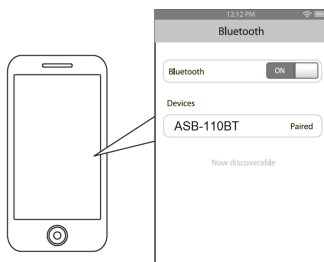 12:12 PM
Bluetooth
Bluetooth ON
Devices
ASB-110BT Paired
Now discoverable